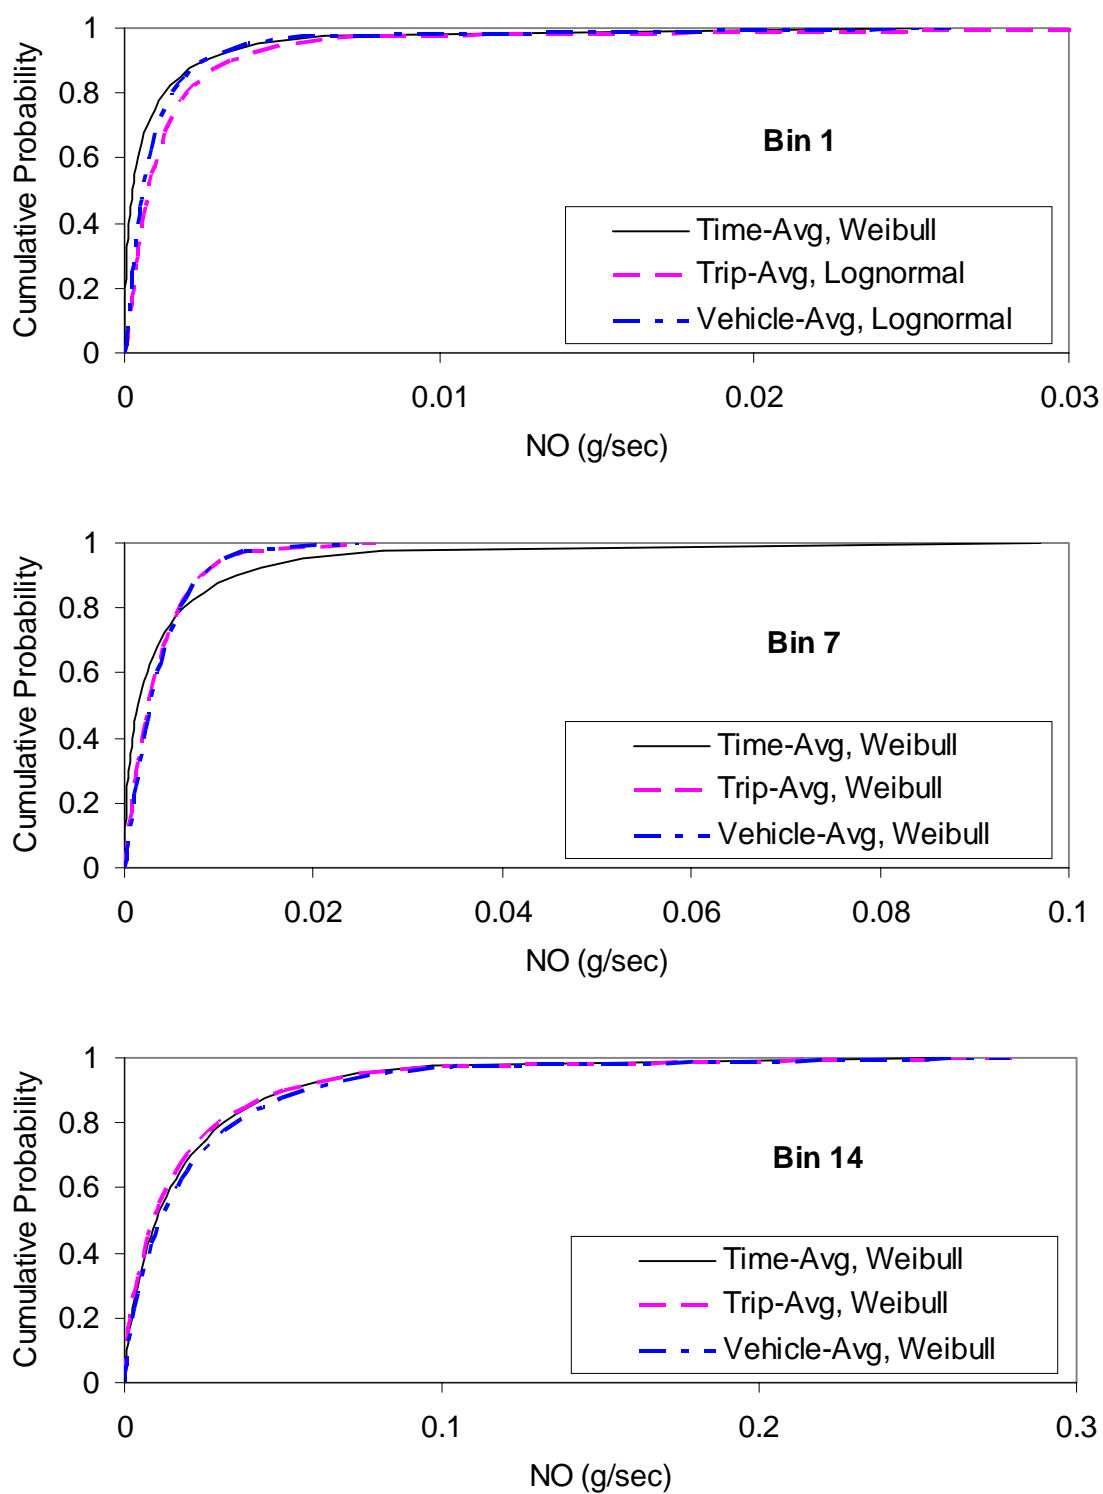 Cumulative Probability
1
0.8
0.6
0.4
0.2
0
Bin 1
Time-Avg, Weibull
Trip-Avg, Lognormal
Vehicle-Avg, Lognormal
0 0.01 0.02 0.03
NO (g/sec)
Cumulative Probability
1
0.8
0.6
0.4
0.2
0
Bin 7
Time-Avg, Weibull
Trip-Avg, Weibull
Vehicle-Avg, Weibull
0 0.02 0.04 0.06 0.08 0.1
NO (g/sec)
Cumulative Probability
1
0.8
0.6
0.4
0.2
0
Bin 14
Time-Avg, Weibull
Trip-Avg, Weibull
Vehicle-Avg, Weibull
0 0.1 0.2 0.3
NO (g/sec)